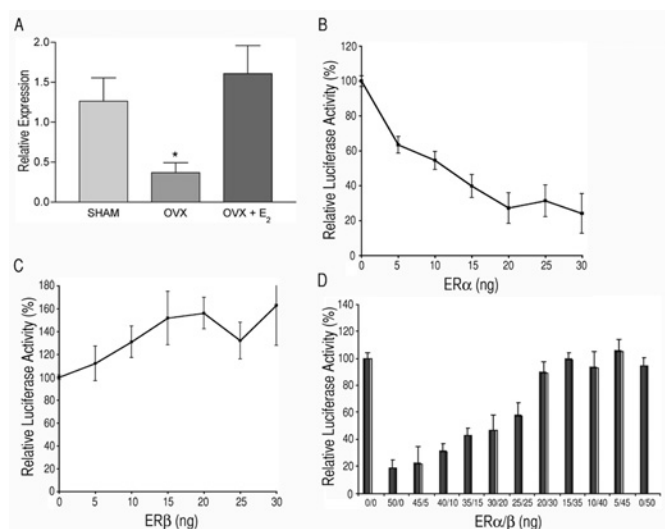 A
Relative Expression
2.0
1.5
1.0
0.5
0.0
*
SHAM OVX OVX + E₂
B
Relative Luciferase Activity (%)
120
100
80
60
40
20
0
0 5 10 15 20 25 30
ERα (ng)
C
Relative Luciferase Activity (%)
180
160
140
120
100
80
60
40
20
0
0 5 10 15 20 25 30
ERβ (ng)
D
Relative Luciferase Activity (%)
140
120
100
80
60
40
20
0
0/0 50/0 45/5 40/10 35/15 30/20 25/25 20/30 15/35 10/40 5/45 0/50
ERα/β (ng)